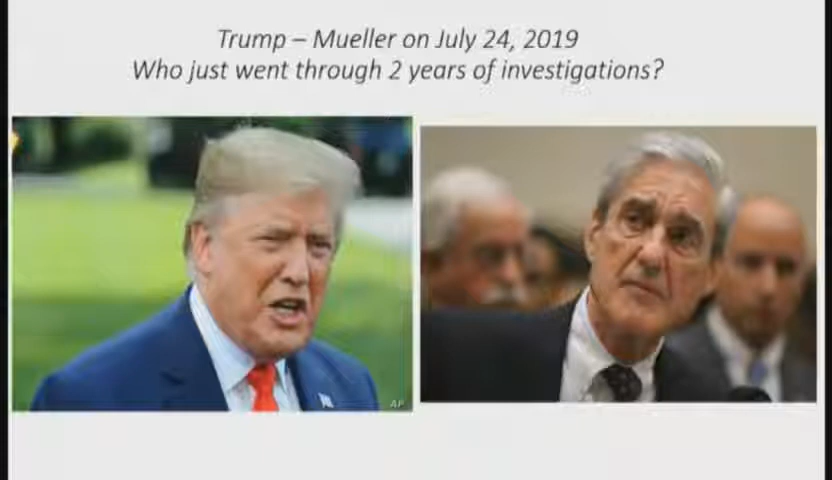 Trump – Mueller on July 24, 2019
Who just went through 2 years of investigations?
AP